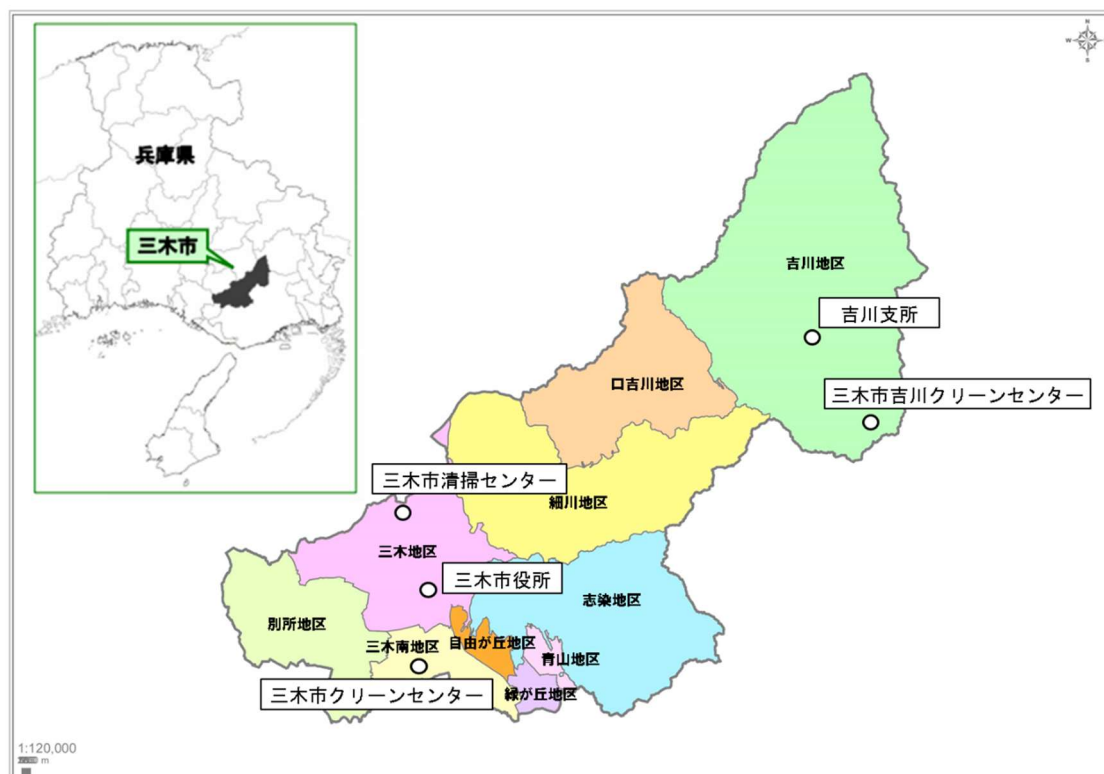 N
W
S
兵庫県
三木市
吉川地区
吉川支所
口吉川地区
三木市吉川クリーンセンター
三木市清掃センター
細川地区
三木地区
三木市役所
志染地区
別所地区
三木南地区
自由が丘地区
青山地区
三木市クリーンセンター
緑が丘地区
1:120,000
m